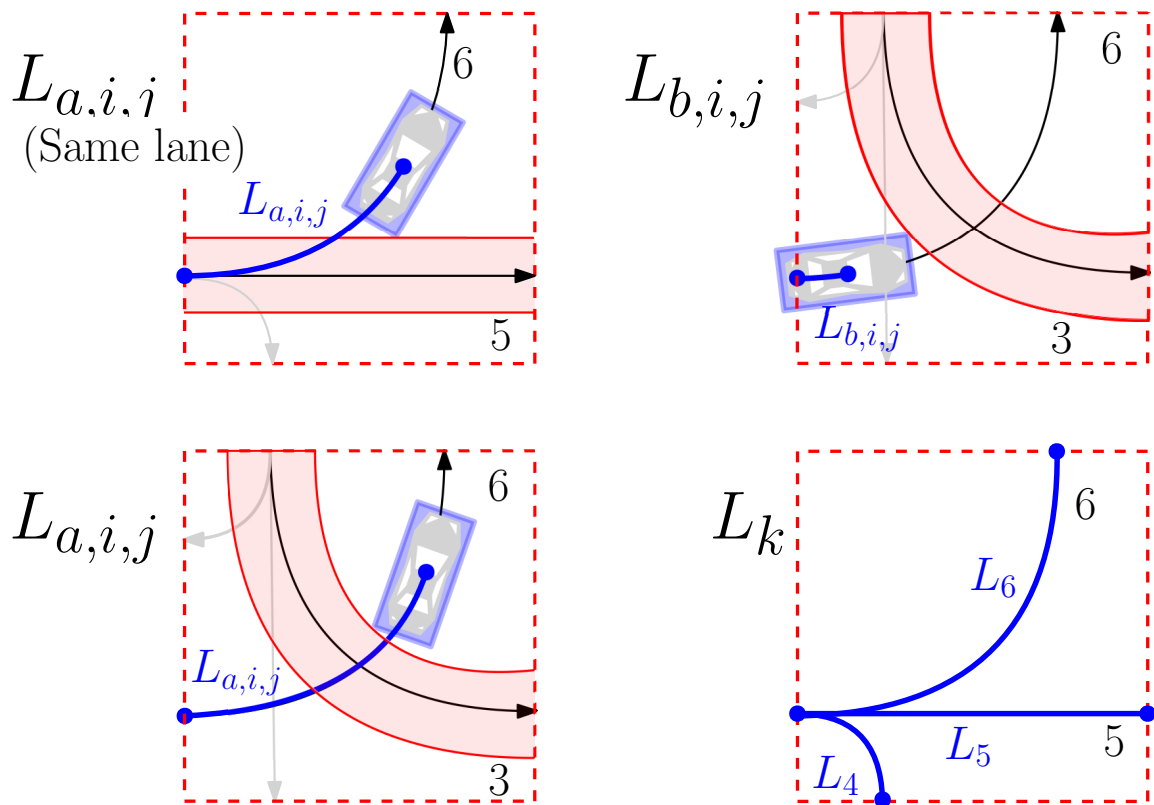 L_{a,i,j}
(Same lane)
L_{a,i,j}
6
5
L_{b,i,j}
6
L_{b,i,j}
3
L_{a,i,j}
6
L_{a,i,j}
3
L_k
6
L_6
L_5
5
L_4